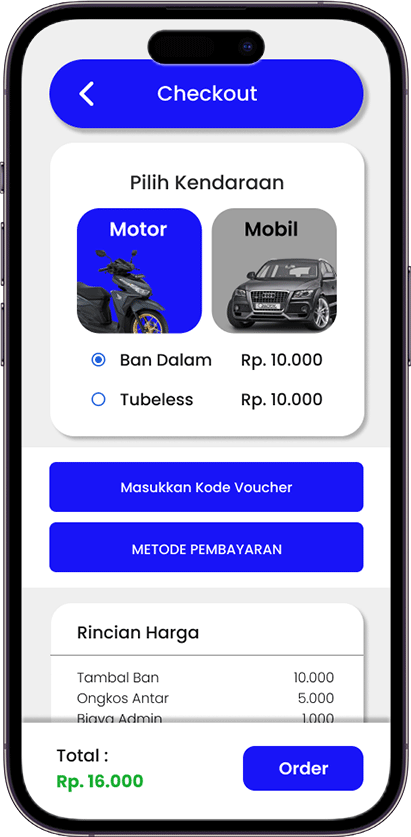 Checkout
Pilih Kendaraan
Motor Mobil
Ban Dalam Rp. 10.000
Tubeless Rp. 10.000
Masukkan Kode Voucher
METODE PEMBAYARAN
Rincian Harga
Tambal Ban 10.000
Ongkos Antar 5.000
Biaya Admin 1.000
Total :
Rp. 16.000
Order